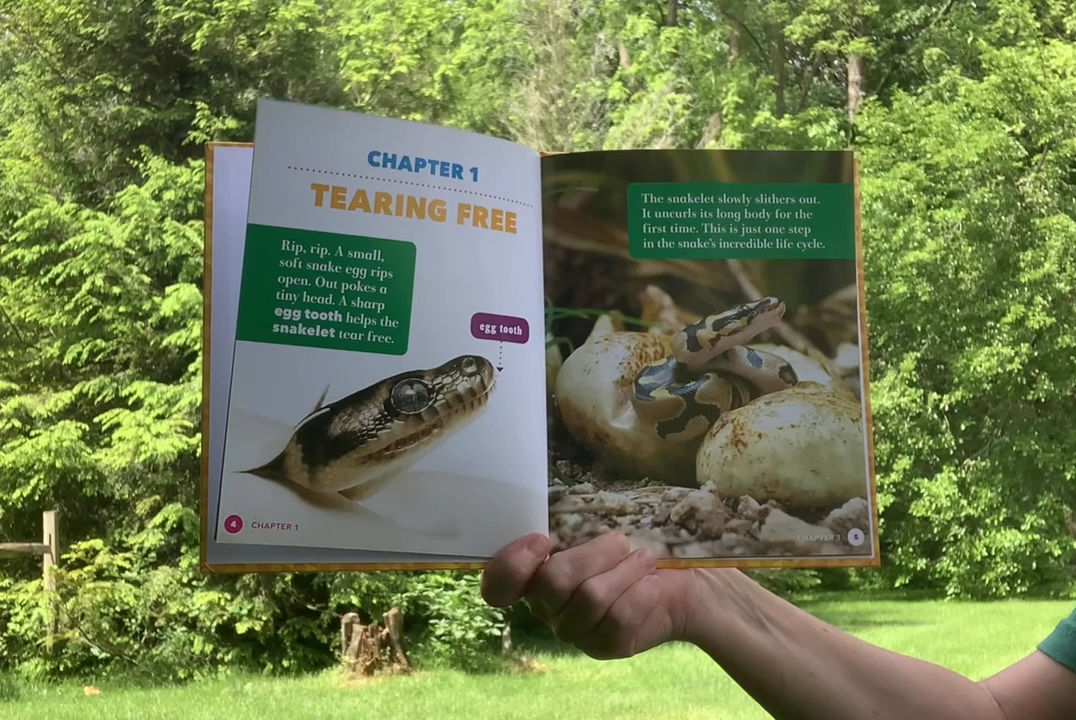 CHAPTER 1
TEARING FREE
Rip, rip. A small,
soft snake egg rips
open. Out pokes a
tiny head. A sharp
egg tooth helps the
snakelet tear free.
egg tooth
4 CHAPTER 1
The snakelet slowly slithers out.
It uncurls its long body for the
first time. This is just one step
in the snake's incredible life cycle.
CHAPTER 1 5